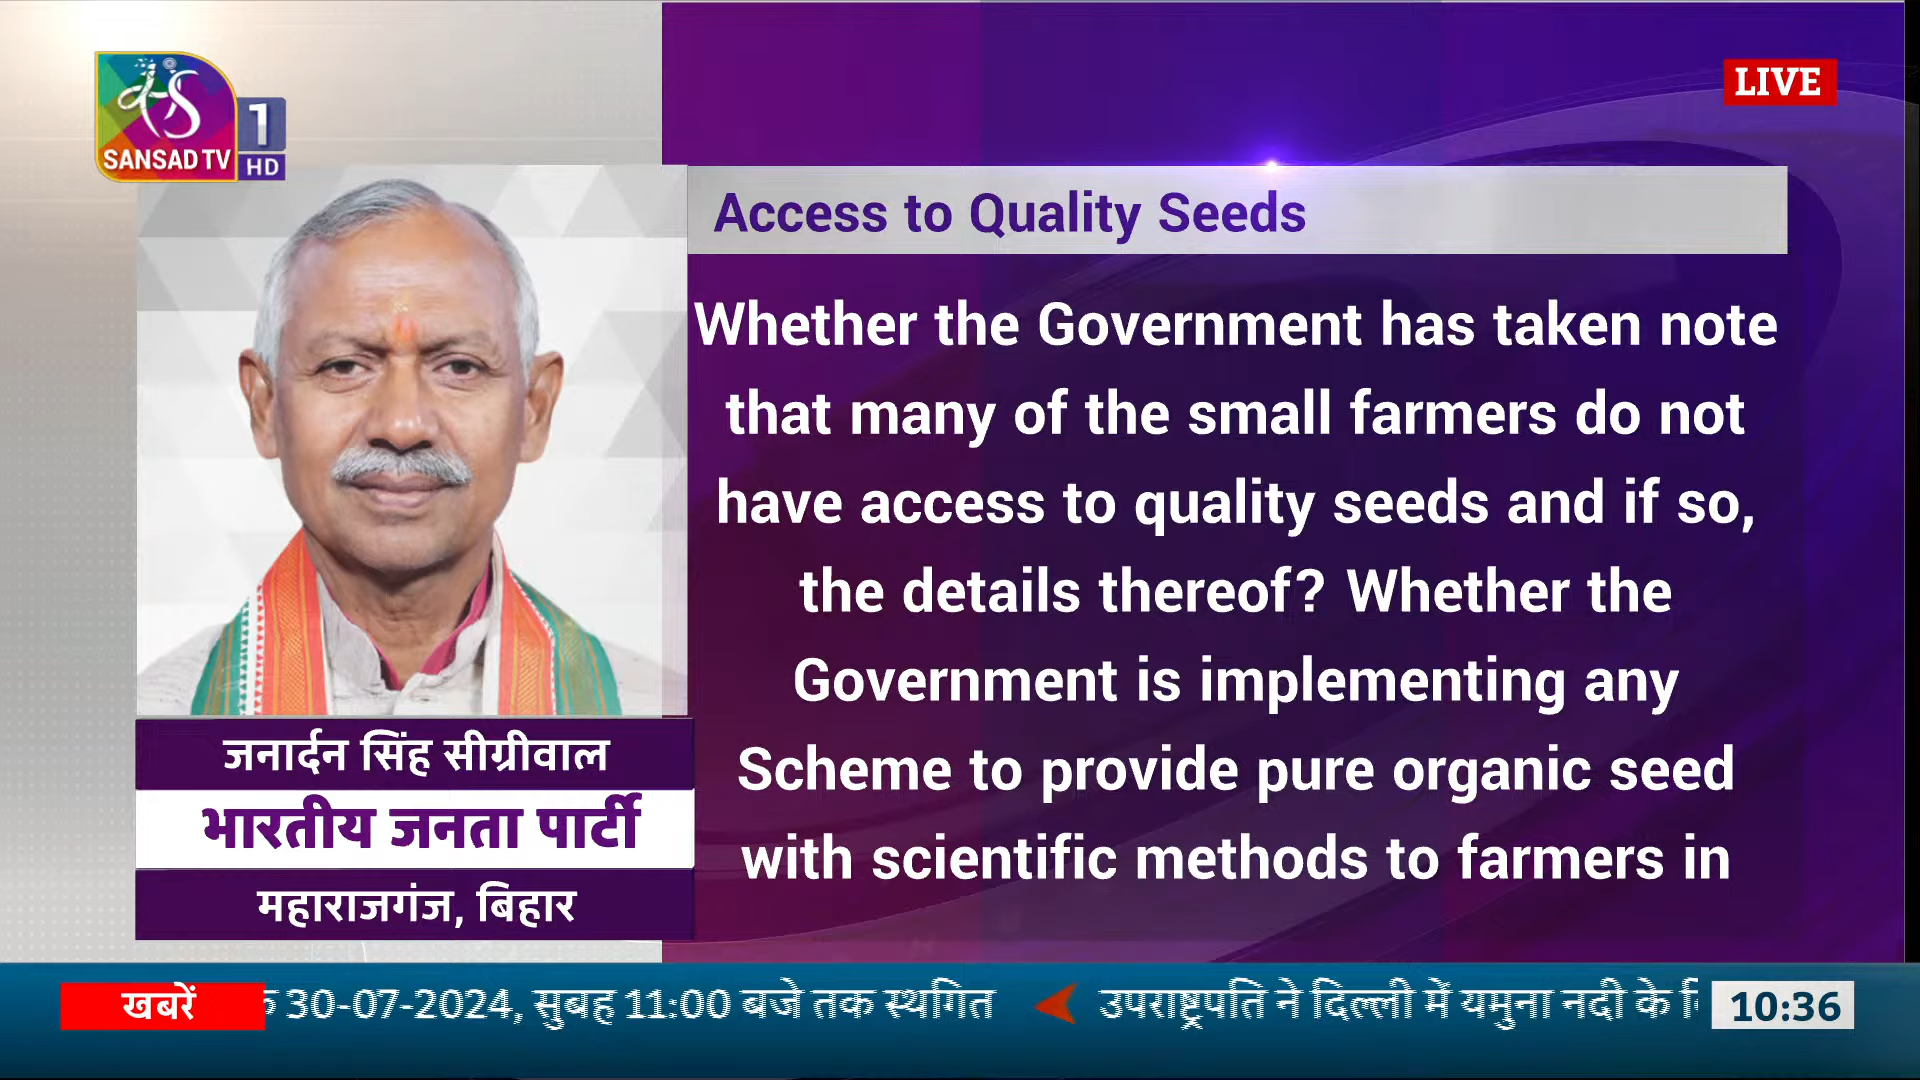 SANSAD TV
1
HD
LIVE
Access to Quality Seeds
Whether the Government has taken note
that many of the small farmers do not
have access to quality seeds and if so,
the details thereof? Whether the
Government is implementing any
Scheme to provide pure organic seed
with scientific methods to farmers in
जनार्दन सिंह सीग्रीवाल
भारतीय जनता पार्टी
महाराजगंज, बिहार
खबरें
30-07-2024, सुबह 11:00 बजे तक स्थगित
उपराष्ट्रपति ने दिल्ली में यमुना नदी के
10:36